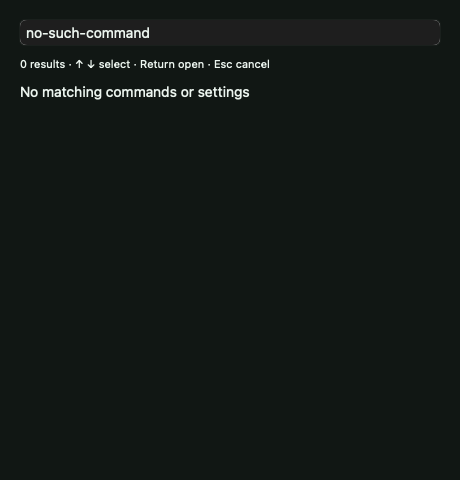 no-such-command
0 results · ↑ ↓ select · Return open · Esc cancel
No matching commands or settings